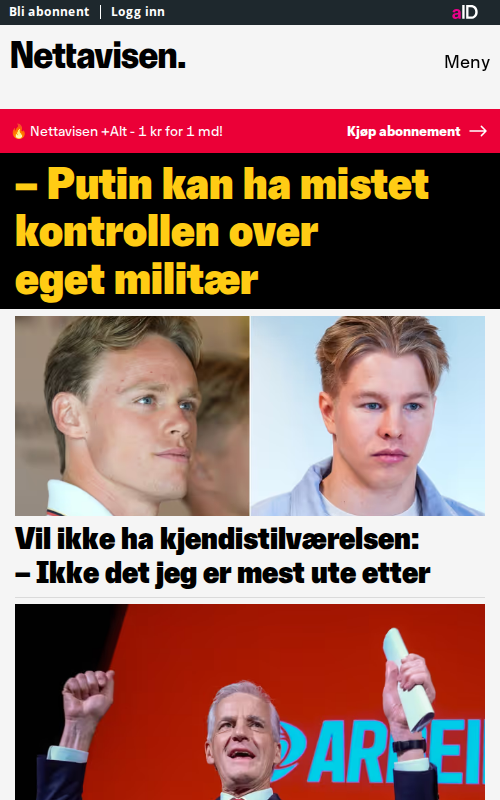 Bli abonnent | Logg inn
aID
Nettavisen.
Meny
🔥 Nettavisen +Alt - 1 kr for 1 md!
Kjøp abonnement →
– Putin kan ha mistet
kontrollen over
eget militær
Vil ikke ha kjendistilværelsen:
– Ikke det jeg er mest ute etter
ARBEI